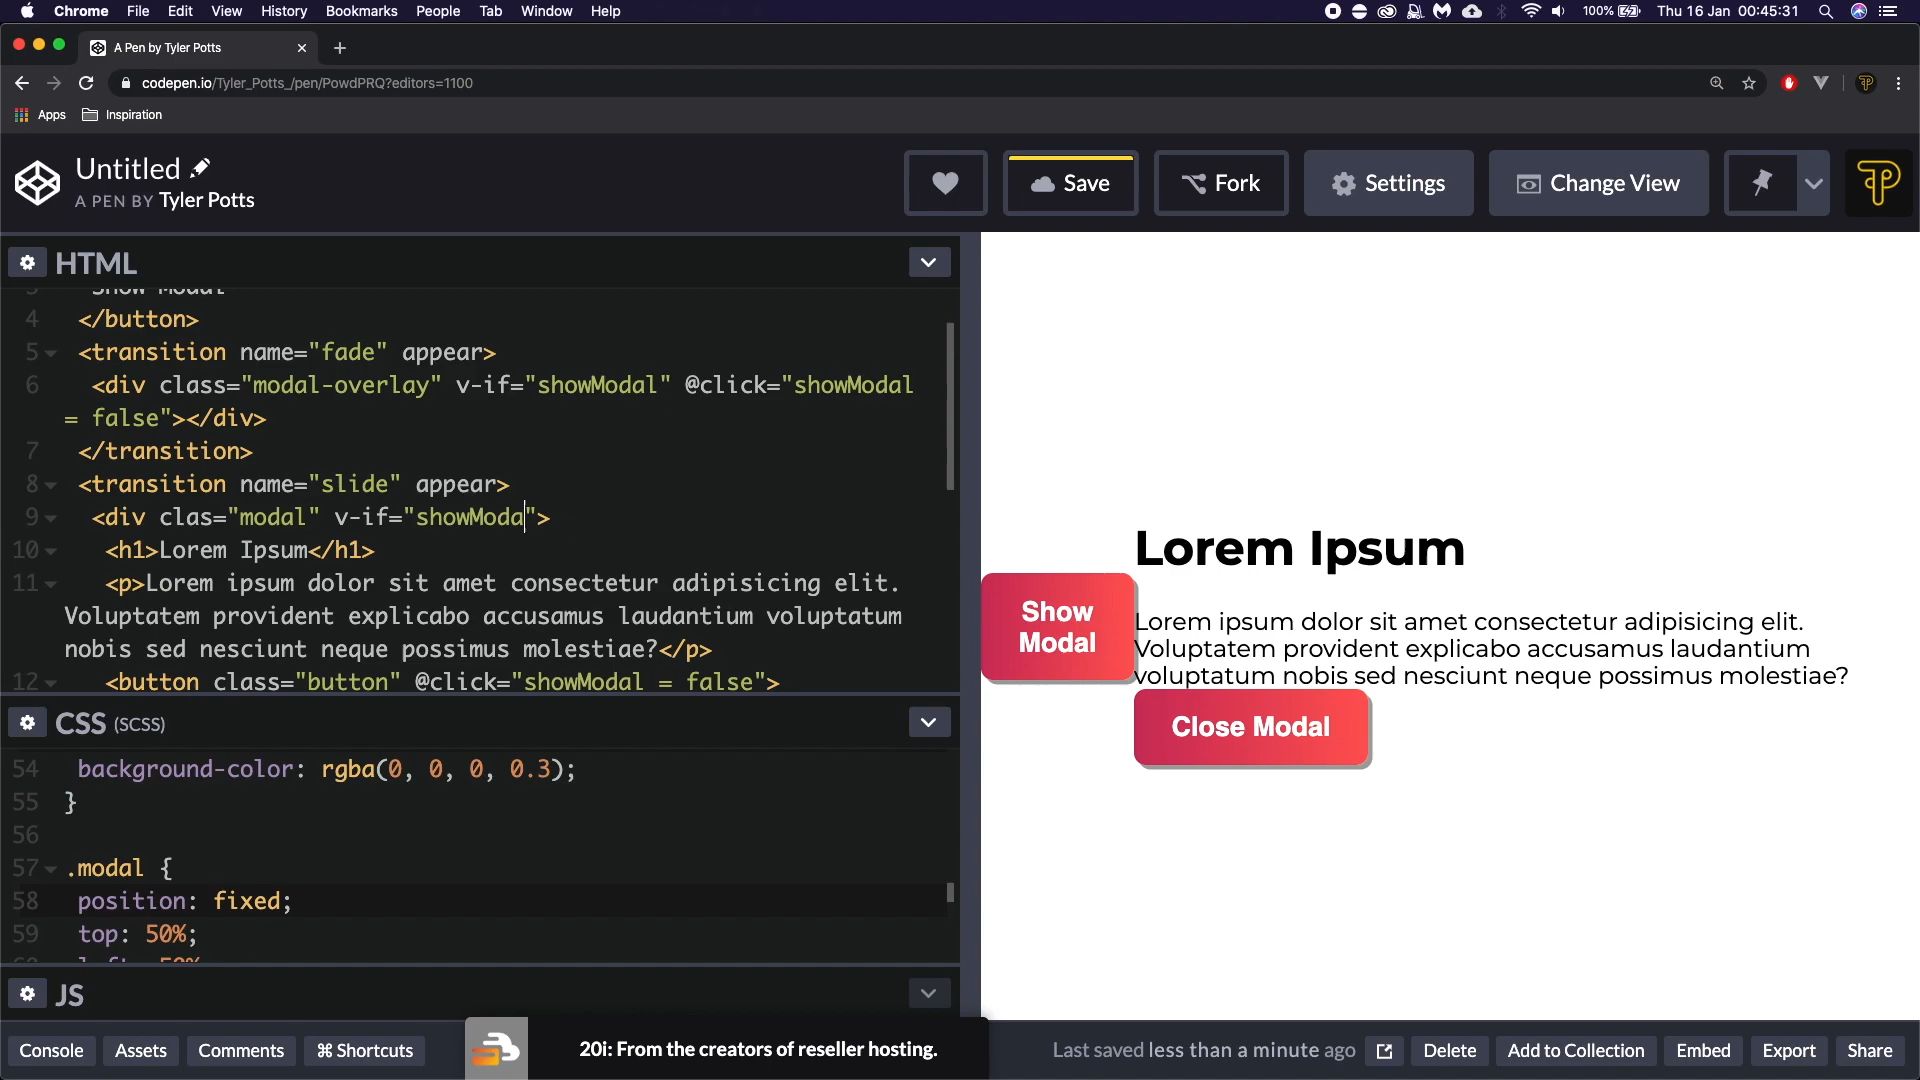 Chrome File Edit View History Bookmarks People Tab Window Help 100% Thu 16 Jan 00:45:31
A Pen by Tyler Potts
codepen.io/Tyler_Potts_/pen/PowdPRQ?editors=1100
Apps Inspiration
Untitled
A PEN BY Tyler Potts
Save Fork Settings Change View
HTML
3 Show Modal
4 </button>
5 <transition name="fade" appear>
6 <div class="modal-overlay" v-if="showModal" @click="showModal
= false"></div>
7 </transition>
8 <transition name="slide" appear>
9 <div clas="modal" v-if="showModa">
10 <h1>Lorem Ipsum</h1>
11 <p>Lorem ipsum dolor sit amet consectetur adipisicing elit.
Voluptatem provident explicabo accusamus laudantium voluptatum
nobis sed nesciunt neque possimus molestiae?</p>
12 <button class="button" @click="showModal = false">
CSS (SCSS)
54 background-color: rgba(0, 0, 0, 0.3);
55 }
56
57 .modal {
58 position: fixed;
59 top: 50%;
60 left: 50%
JS
Lorem Ipsum
Show
Modal
Lorem ipsum dolor sit amet consectetur adipisicing elit.
Voluptatem provident explicabo accusamus laudantium
voluptatum nobis sed nesciunt neque possimus molestiae?
Close Modal
Console Assets Comments ⌘ Shortcuts
20i: From the creators of reseller hosting.
Last saved less than a minute ago Delete Add to Collection Embed Export Share